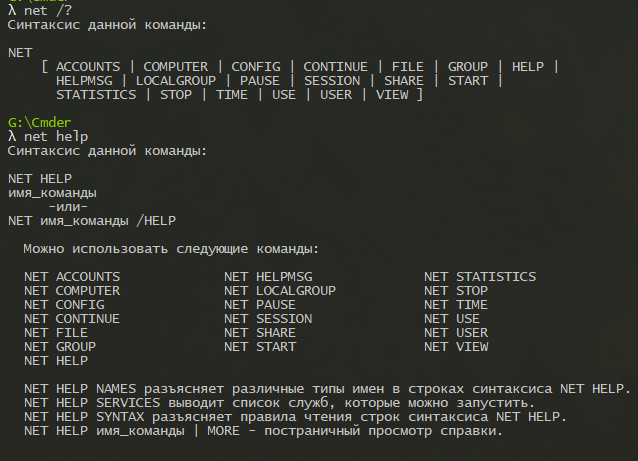 G:\Cmder
λ net /?
Синтаксис данной команды:
NET
[ ACCOUNTS | COMPUTER | CONFIG | CONTINUE | FILE | GROUP | HELP |
HELPMSG | LOCALGROUP | PAUSE | SESSION | SHARE | START |
STATISTICS | STOP | TIME | USE | USER | VIEW ]
G:\Cmder
λ net help
Синтаксис данной команды:
NET HELP
имя_команды
-или-
NET имя_команды /HELP
Можно использовать следующие команды:
NET ACCOUNTS NET HELPMSG NET STATISTICS
NET COMPUTER NET LOCALGROUP NET STOP
NET CONFIG NET PAUSE NET TIME
NET CONTINUE NET SESSION NET USE
NET FILE NET SHARE NET USER
NET GROUP NET START NET VIEW
NET HELP
NET HELP NAMES разъясняет различные типы имен в строках синтаксиса NET HELP.
NET HELP SERVICES выводит список служб, которые можно запустить.
NET HELP SYNTAX разъясняет правила чтения строк синтаксиса NET HELP.
NET HELP имя_команды | MORE - постраничный просмотр справки.